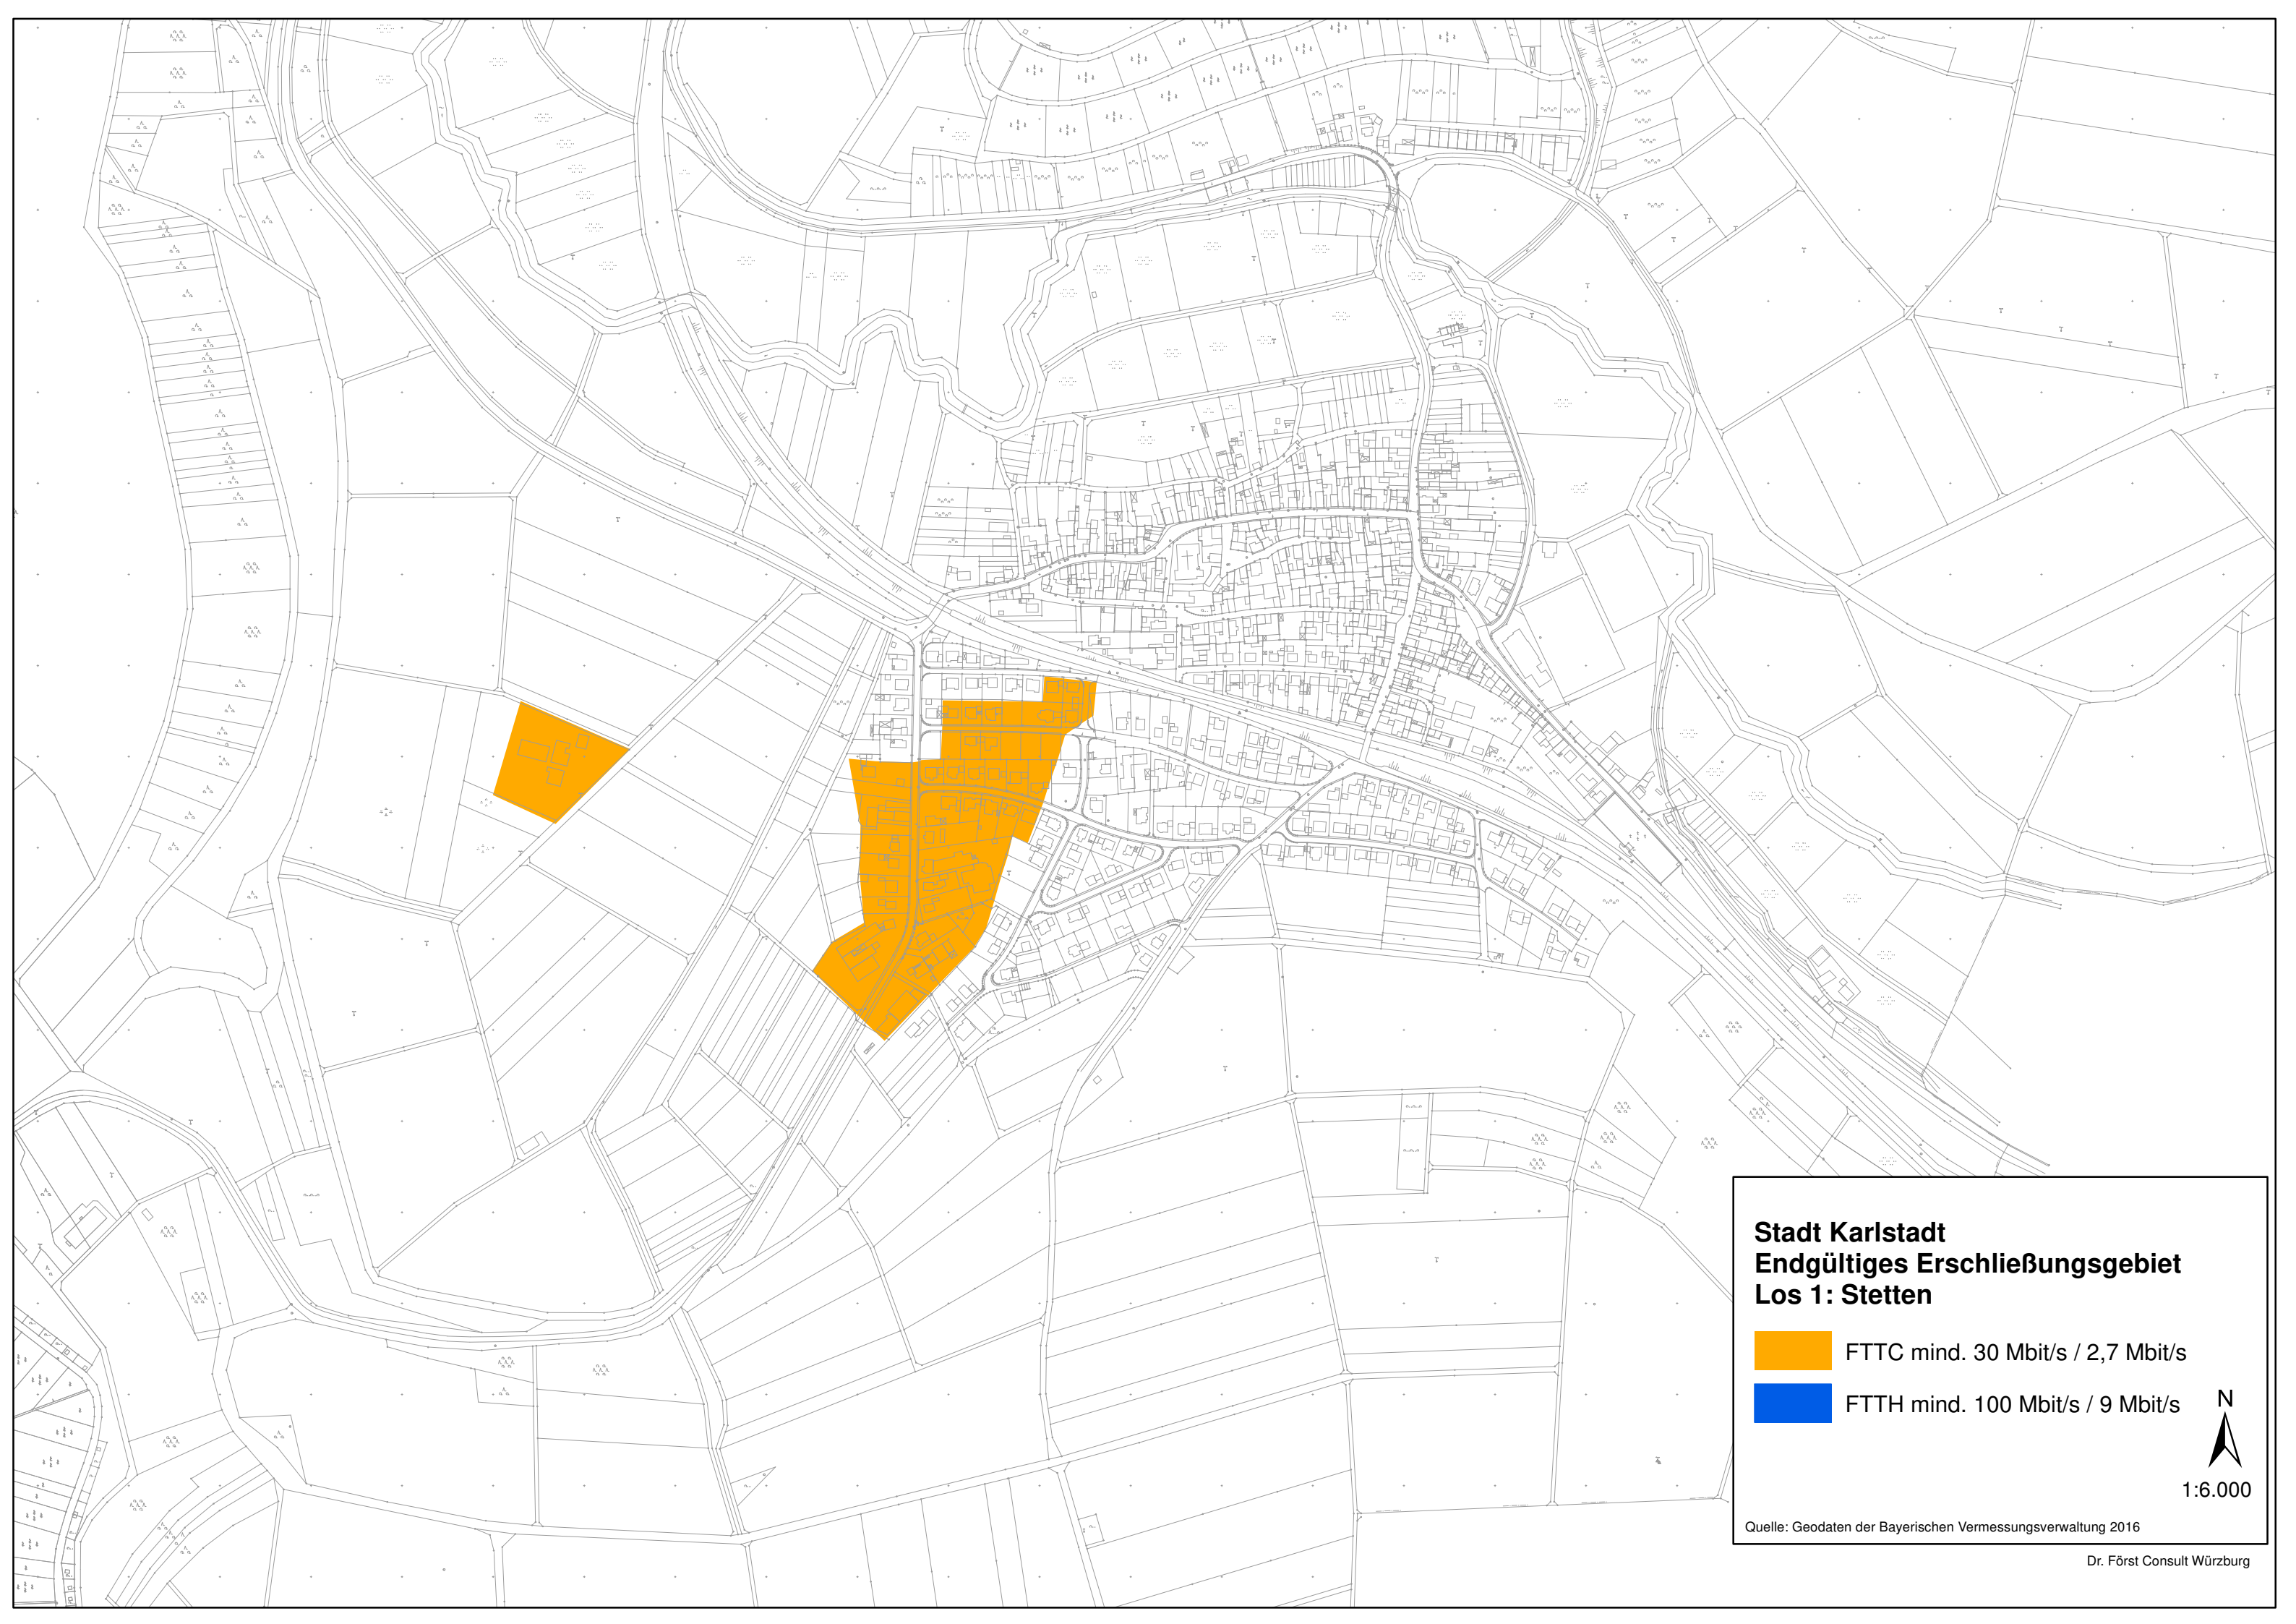 Stadt Karlstadt
Endgültiges Erschließungsgebiet
Los 1: Stetten
FTTC mind. 30 Mbit/s / 2,7 Mbit/s
FTTH mind. 100 Mbit/s / 9 Mbit/s
N
1:6.000
Quelle: Geodaten der Bayerischen Vermessungsverwaltung 2016
Dr. Först Consult Würzburg